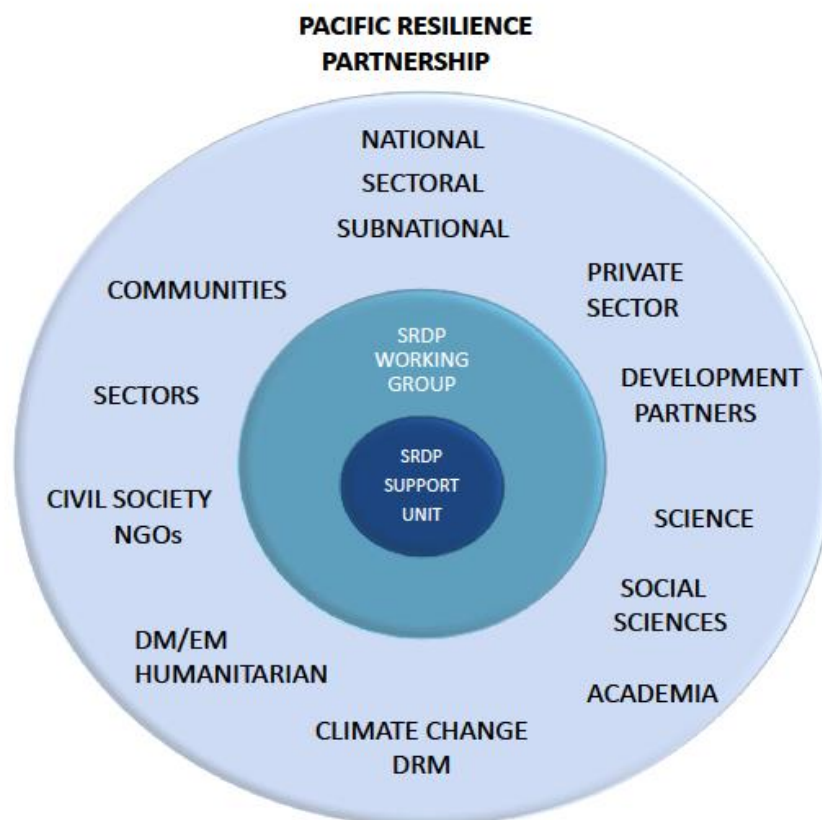 PACIFIC RESILIENCE
PARTNERSHIP
NATIONAL
SECTORAL
SUBNATIONAL
COMMUNITIES
PRIVATE
SECTOR
SRDP
WORKING
GROUP
SECTORS
DEVELOPMENT
PARTNERS
SRDP
SUPPORT
UNIT
CIVIL SOCIETY
NGOs
SCIENCE
SOCIAL
SCIENCES
DM/EM
HUMANITARIAN
ACADEMIA
CLIMATE CHANGE
DRM